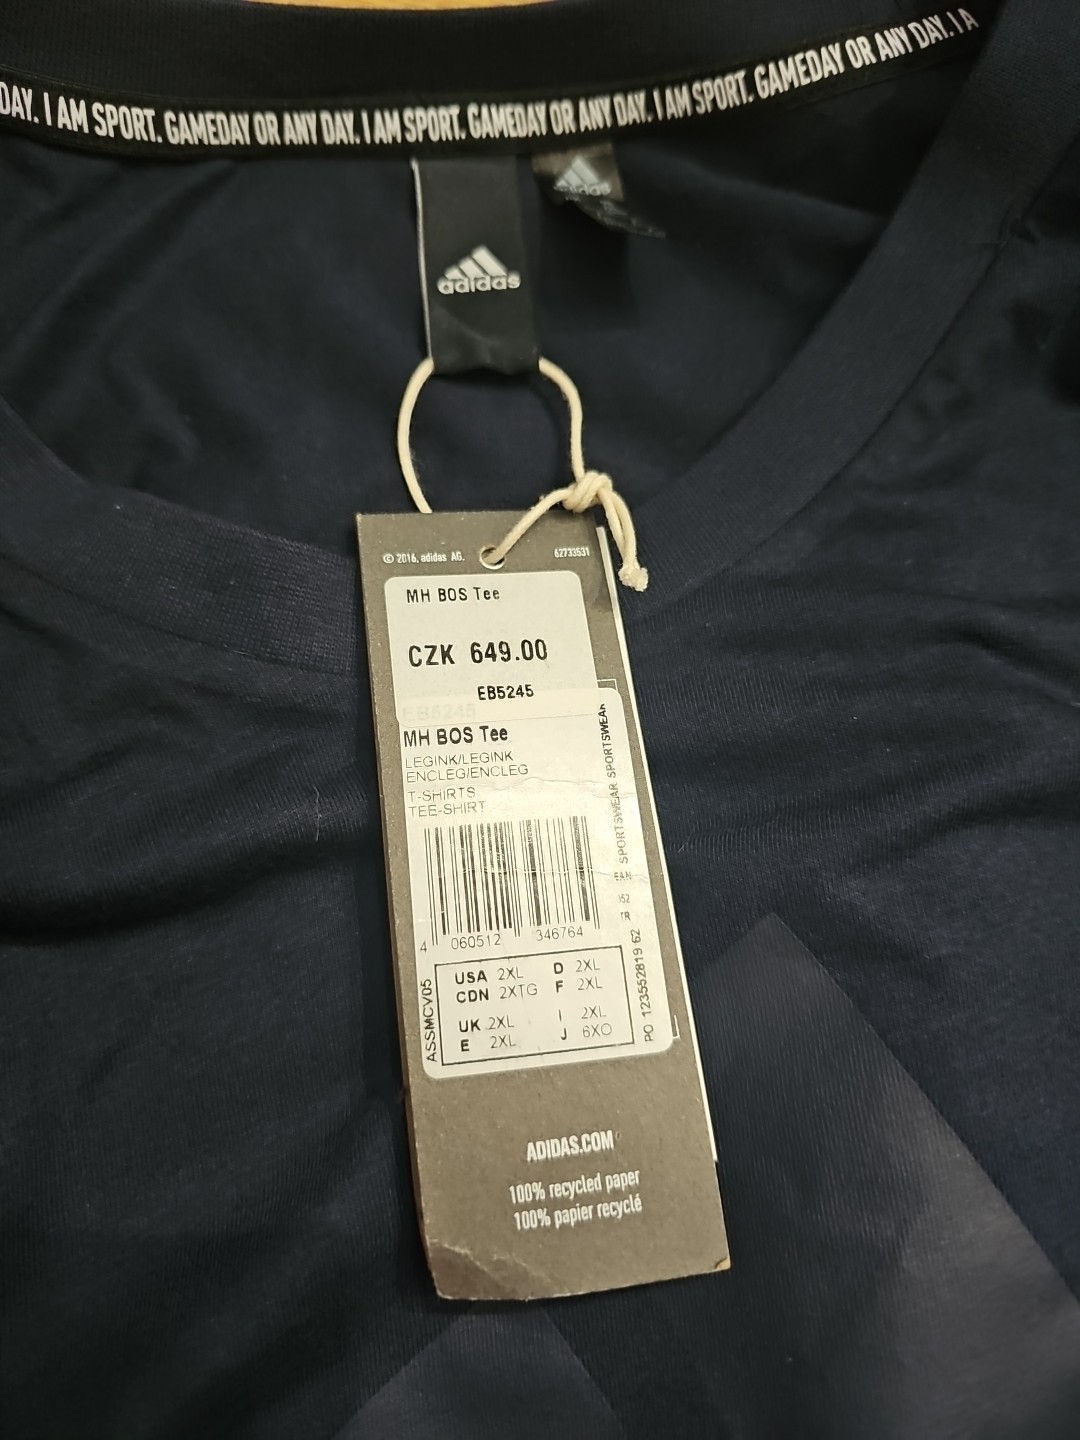 DAY. I AM SPORT. GAMEDAY OR ANY DAY. I AM SPORT. GAMEDAY OR ANY DAY. I AM SPORT. GAMEDAY OR ANY DAY. I A
adidas
adidas
© 2016, adidas AG.
62733531
MH BOS Tee
CZK 649.00
EB5245
EB5245
MH BOS Tee
LEGINK/LEGINK
ENCLEG/ENCLEG
T-SHIRTS
TEE-SHIRT
SPORTSWEAR SPORTSWEAR
4 060512 346764
USA 2XL D 2XL
CDN 2XTG F 2XL
UK 2XL I 2XL
E 2XL J 6XO
ASSMCV05
PO 123552819 62
TR
ADIDAS.COM
100% recycled paper
100% papier recyclé